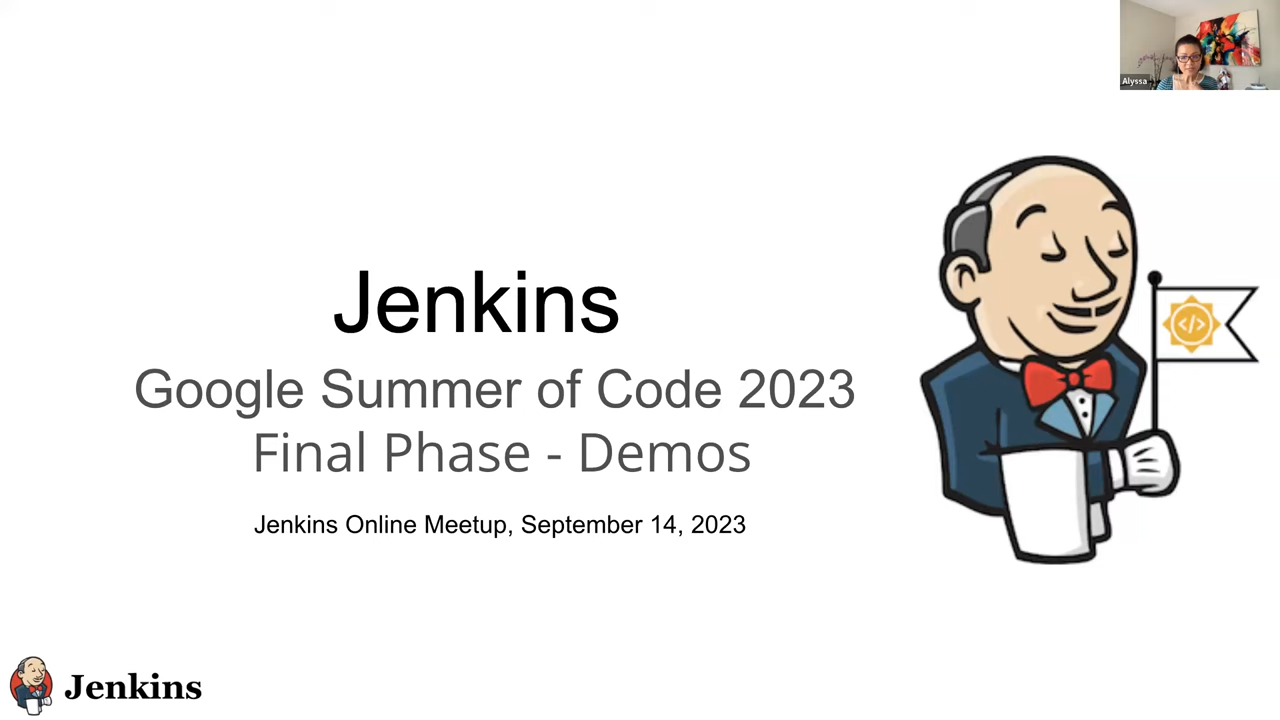 Alyssa
Jenkins
Google Summer of Code 2023
Final Phase - Demos
Jenkins Online Meetup, September 14, 2023
</>
Jenkins